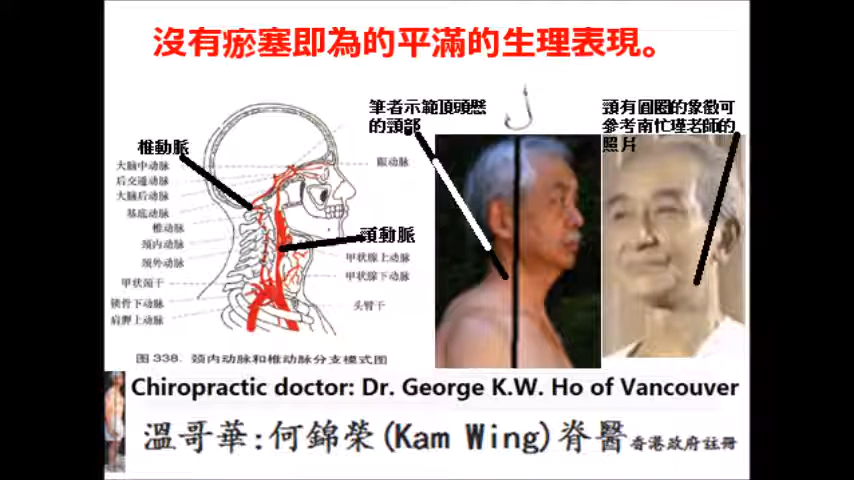 沒有瘀塞即為的平滿的生理表現。
筆者示範頂頭懸
的頸部
頸有圓圈的象徵可
參考南忙瑾老師的
照片
椎動脈
大脑中动脉
后交通动脉
大脑后动脉
基底动脉
椎动脉
颈内动脉
颈外动脉
甲状颈干
锁骨下动脉
肩胛上动脉
眼动脉
頸動脈
甲状腺上动脉
甲状腺下动脉
头臂干
图 338. 颈内动脉和椎动脉分支模式图
Chiropractic doctor: Dr. George K.W. Ho of Vancouver
溫哥華:何錦榮(Kam Wing)脊醫香港政府註冊